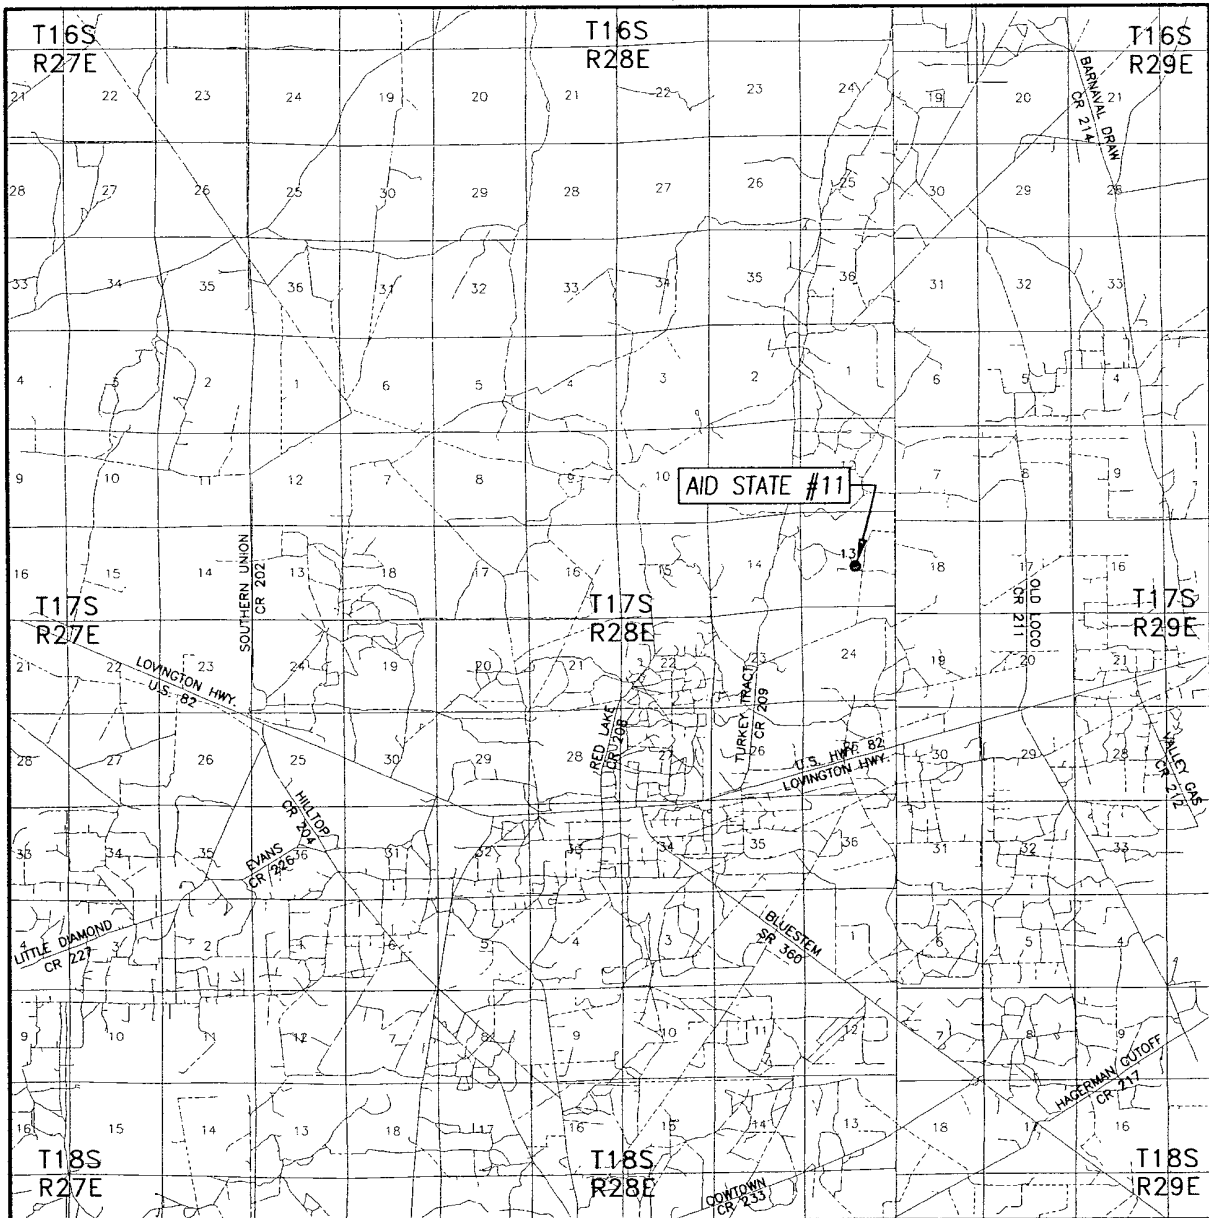 T16S
R27E
T16S
R28E
T16S
R29E
BARNAVAL DRAW
CR 214
21 22 23 24 19 20 21 22 23 24 19 20 21
28 27 26 25 30 29 28 27 26 25 30 29 28
33 34 35 36 31 32 33 34 35 36 31 32 33
4 3 2 1 6 5 4 3 2 1 6 5 4
9 10 11 12 7 8 9 10 12 7 8 9
AID STATE #11
16 15 14 13 18 17 16 15 14 13 18 17 16
SOUTHERN UNION
CR 202
OLD LOCO
CR 211
T17S
R27E
T17S
R28E
T17S
R29E
21 22 23 24 19 20 21 22 23 24 19 20 21
LOVINGTON HWY.
U.S. 82
RED LAKE
CR 208
TURKEY TRACT
CR 209
28 27 26 25 30 29 28 27 26 30 29 28
U.S. HWY. 82
LOVINGTON HWY.
VALLEY GAS
CR 212
HILLTOP
CR 204
EVANS
CR 226
33 34 35 36 31 32 33 34 35 36 31 32 33
LITTLE DIAMOND
CR 227
BLUESTEM
SR 360
4 3 2 1 6 5 4 3 1 6 5 4
9 10 11 12 7 8 9 10 11 12 7 8 9
HAGERMAN CUTOFF
CR 217
16 15 14 13 18 17 16 15 14 13 18 17 16
T18S
R27E
T18S
R28E
T18S
R29E
COWTOWN
CR 233